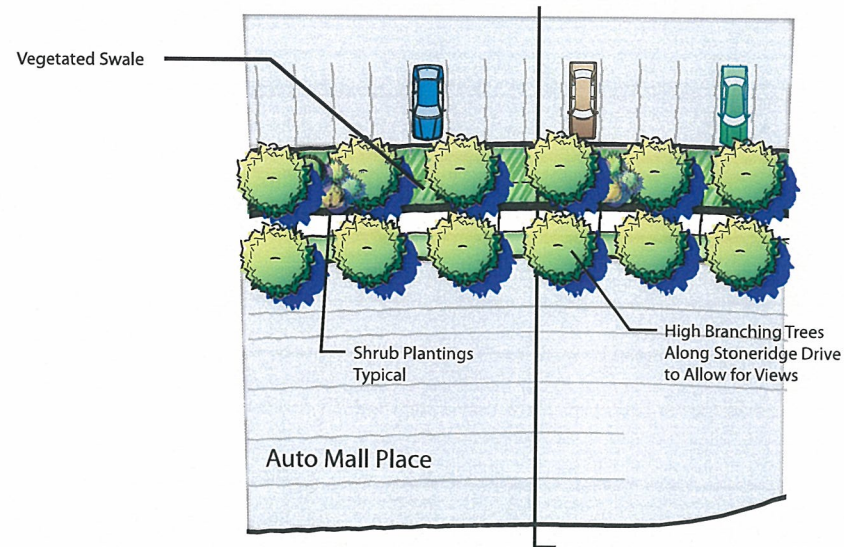 Vegetated Swale
High Branching Trees
Along Stoneridge Drive
to Allow for Views
Shrub Plantings
Typical
Auto Mall Place